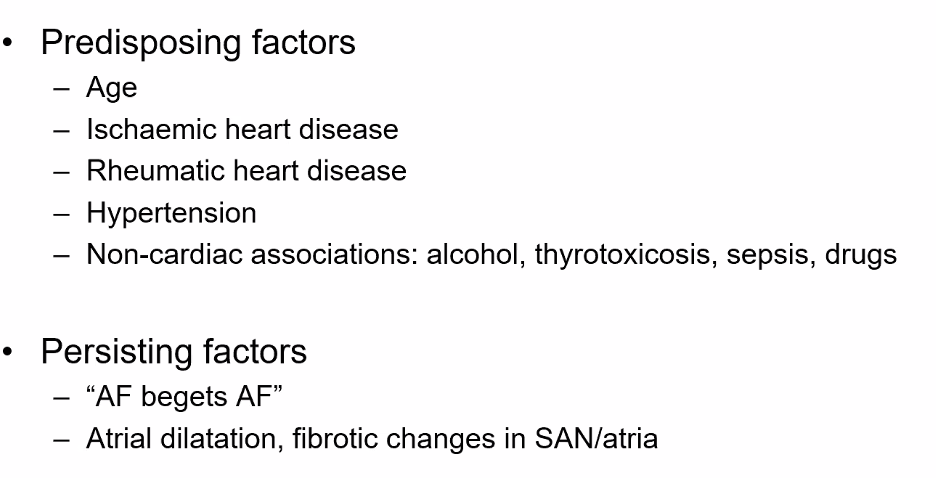 • Predisposing factors
– Age
– Ischaemic heart disease
– Rheumatic heart disease
– Hypertension
– Non-cardiac associations: alcohol, thyrotoxicosis, sepsis, drugs
• Persisting factors
– “AF begets AF”
– Atrial dilatation, fibrotic changes in SAN/atria